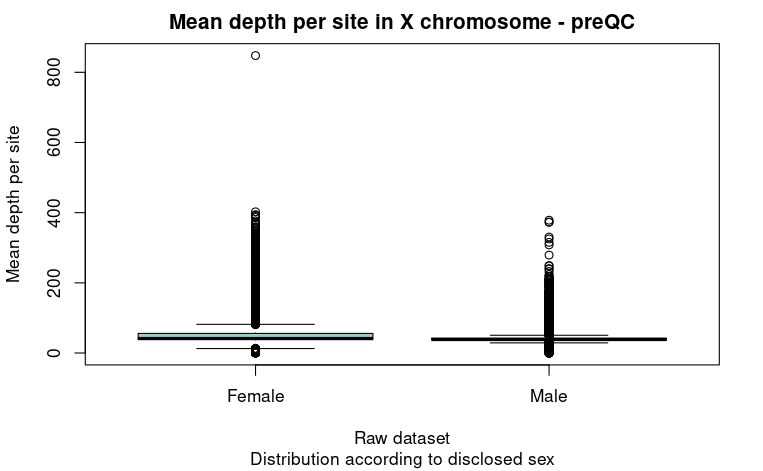 Mean depth per site in X chromosome - preQC
Mean depth per site
800
600
400
200
0
Female
Male
Raw dataset
Distribution according to disclosed sex